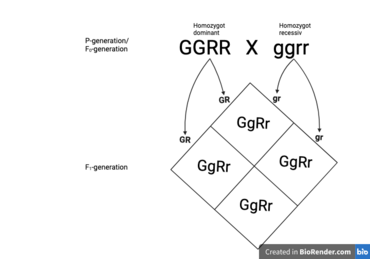 Homozygot
dominant
Homozygot
recessiv
P-generation/
F₀-generation
GGRR X ggrr
GR
gr
GR
gr
GgRr
GgRr
GgRr
GgRr
F₁-generation
Created in BioRender.com bio